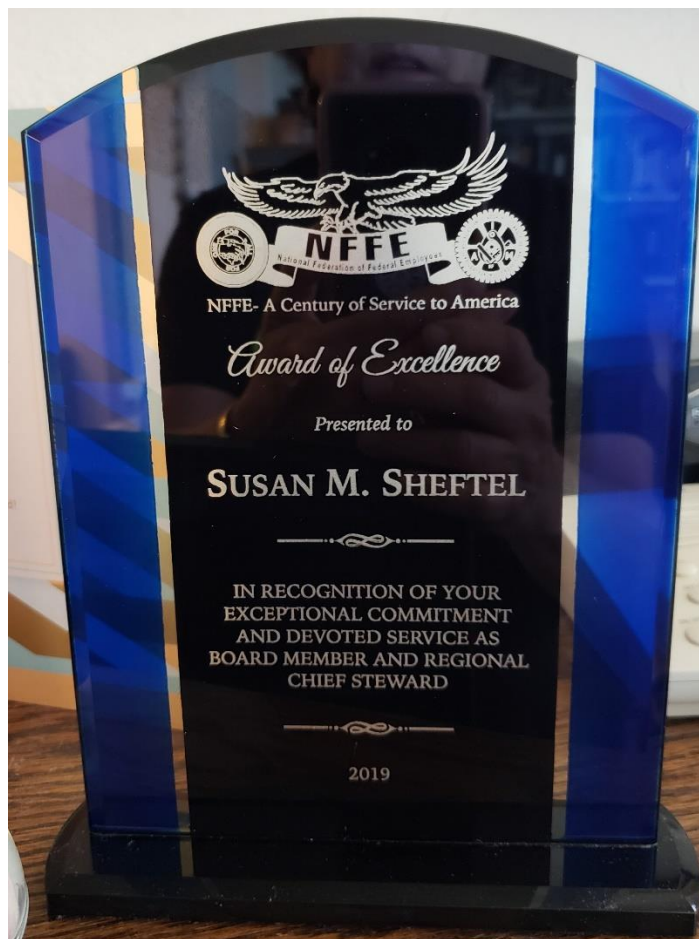 NFFE
National Federation of Federal Employees
NFFE- A Century of Service to America
Award of Excellence
Presented to
SUSAN M. SHEFTEL
IN RECOGNITION OF YOUR
EXCEPTIONAL COMMITMENT
AND DEVOTED SERVICE AS
BOARD MEMBER AND REGIONAL
CHIEF STEWARD
2019